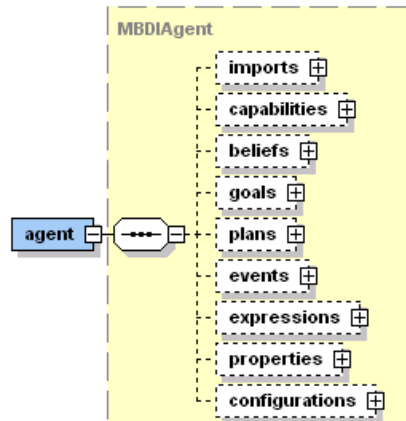 MBDIAgent
imports
capabilities
beliefs
goals
agent
plans
events
expressions
properties
configurations